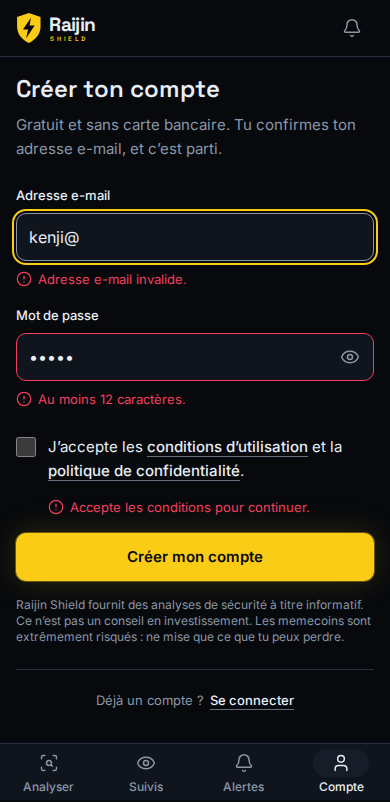 Raijin
SHIELD
Créer ton compte
Gratuit et sans carte bancaire. Tu confirmes ton
adresse e-mail, et c’est parti.
Adresse e-mail
kenji@
Adresse e-mail invalide.
Mot de passe
•••••
Au moins 12 caractères.
J’accepte les conditions d’utilisation et la
politique de confidentialité.
Accepte les conditions pour continuer.
Créer mon compte
Raijin Shield fournit des analyses de sécurité à titre informatif.
Ce n’est pas un conseil en investissement. Les memecoins sont
extrêmement risqués : ne mise que ce que tu peux perdre.
Déjà un compte ? Se connecter
Analyser
Suivis
Alertes
Compte